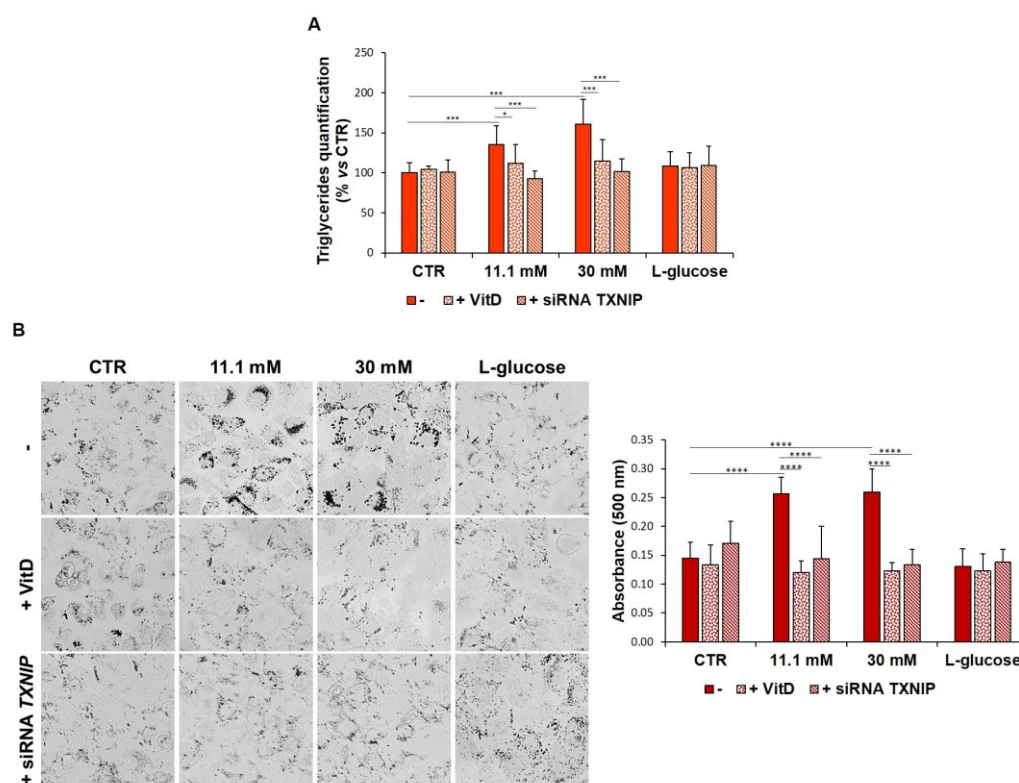 A
Triglycerides quantification
(% vs CTR)
250
200
150
100
50
0
***
***
***
*
***
***
CTR 11.1 mM 30 mM L-glucose
- + VitD + siRNA TXNIP
B
CTR 11.1 mM 30 mM L-glucose
-
+ VitD
+ siRNA TXNIP
Absorbance (500 nm)
0.35
0.30
0.25
0.20
0.15
0.10
0.05
0.00
****
****
****
****
****
****
CTR 11.1 mM 30 mM L-glucose
- + VitD + siRNA TXNIP